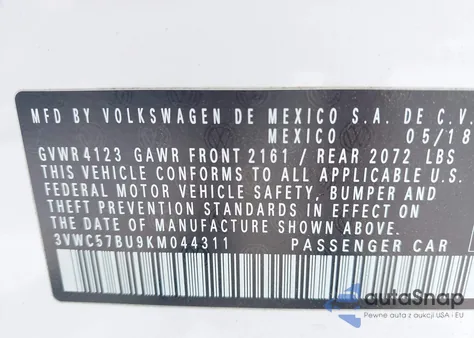 MFD BY VOLKSWAGEN DE MEXICO S.A. DE C.V.
MEXICO 05/18
GVWR 4123 GAWR FRONT 2161 / REAR 2072 LBS
THIS VEHICLE CONFORMS TO ALL APPLICABLE U.S.
FEDERAL MOTOR VEHICLE SAFETY, BUMPER AND
THEFT PREVENTION STANDARDS IN EFFECT ON
THE DATE OF MANUFACTURE SHOWN ABOVE.
3VWC57BU9KM044311 PASSENGER CAR
autoSnap
Pewne auta z USA i EU